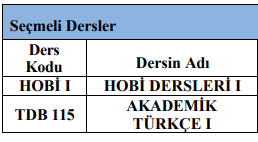 Seçmeli Dersler
Ders
Kodu
Dersin Adı
HOBİ I
HOBİ DERSLERİ I
TDB 115
AKADEMİK
TÜRKÇE I